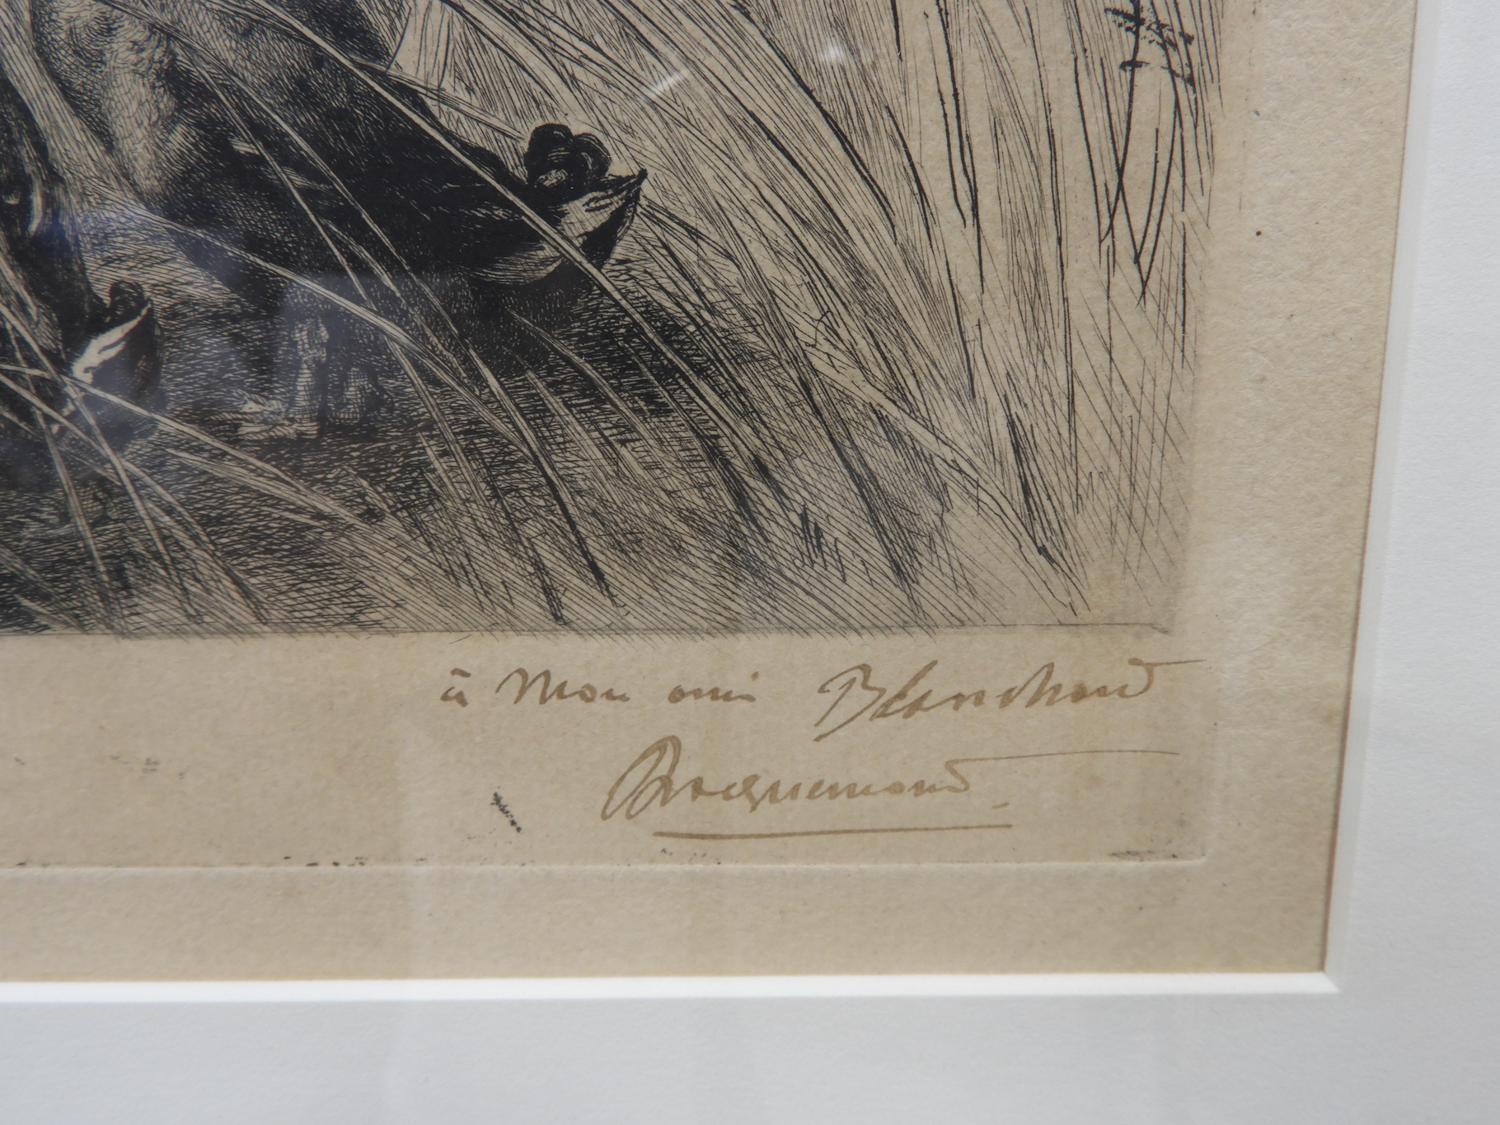 à Mon ami Blanchard
Bracquemond